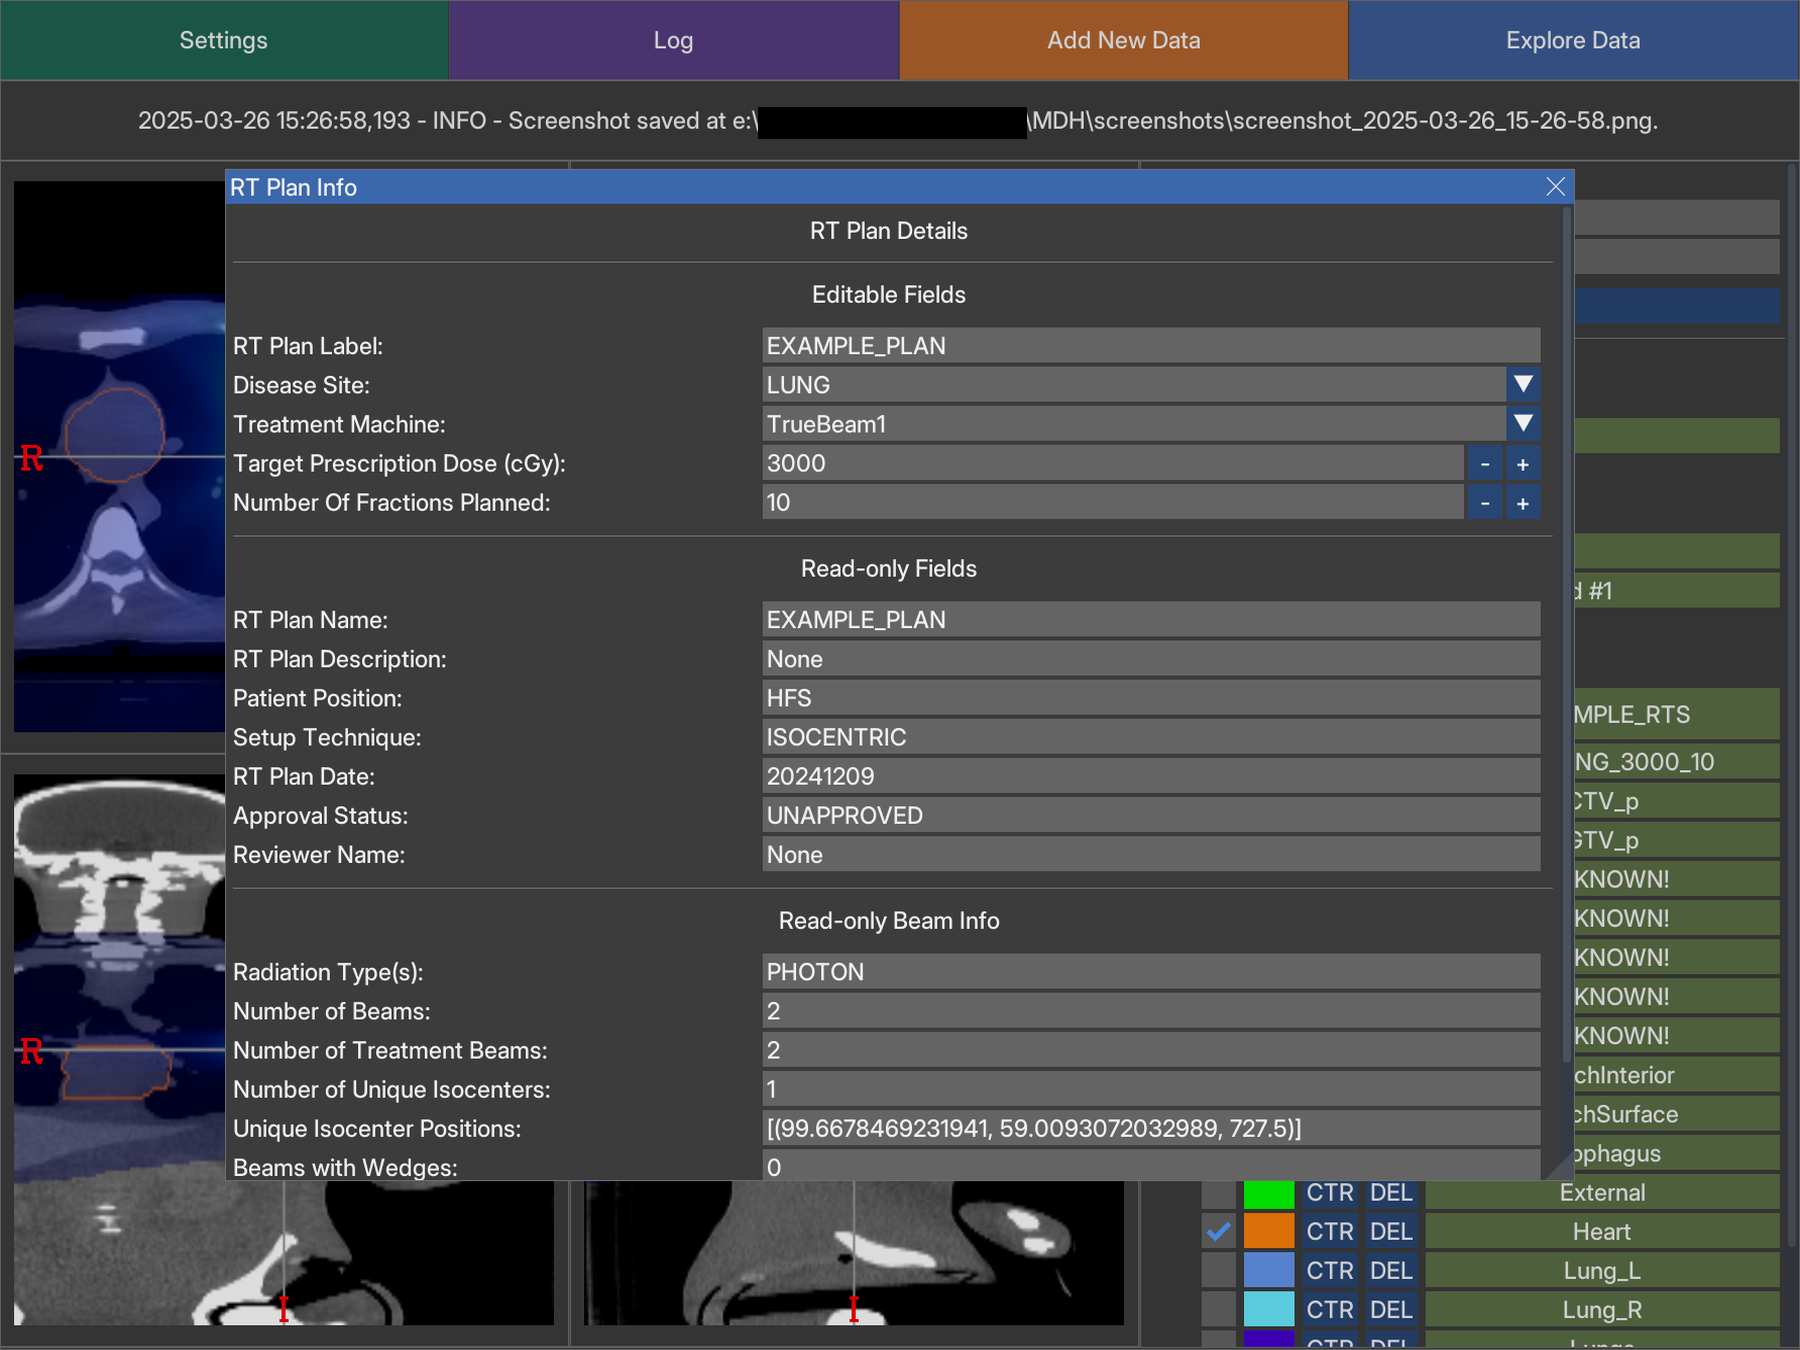 Settings Log Add New Data Explore Data
2025-03-26 15:26:58,193 - INFO - Screenshot saved at e:\ \MDH\screenshots\screenshot_2025-03-26_15-26-58.png.
RT Plan Info
RT Plan Details
Editable Fields
RT Plan Label: EXAMPLE_PLAN
Disease Site: LUNG
Treatment Machine: TrueBeam1
Target Prescription Dose (cGy): 3000 - +
Number Of Fractions Planned: 10 - +
Read-only Fields
RT Plan Name: EXAMPLE_PLAN
RT Plan Description: None
Patient Position: HFS
Setup Technique: ISOCENTRIC
RT Plan Date: 20241209
Approval Status: UNAPPROVED
Reviewer Name: None
Read-only Beam Info
Radiation Type(s): PHOTON
Number of Beams: 2
Number of Treatment Beams: 2
Number of Unique Isocenters: 1
Unique Isocenter Positions: [(99.6678469231941, 59.0093072032989, 727.5)]
Beams with Wedges: 0
R
R
I
I
#1
MPLE_RTS
NG_3000_10
CTV_p
GTV_p
KNOWN!
KNOWN!
KNOWN!
KNOWN!
KNOWN!
chInterior
chSurface
ophagus
CTR DEL External
CTR DEL Heart
CTR DEL Lung_L
CTR DEL Lung_R
CTR DEL